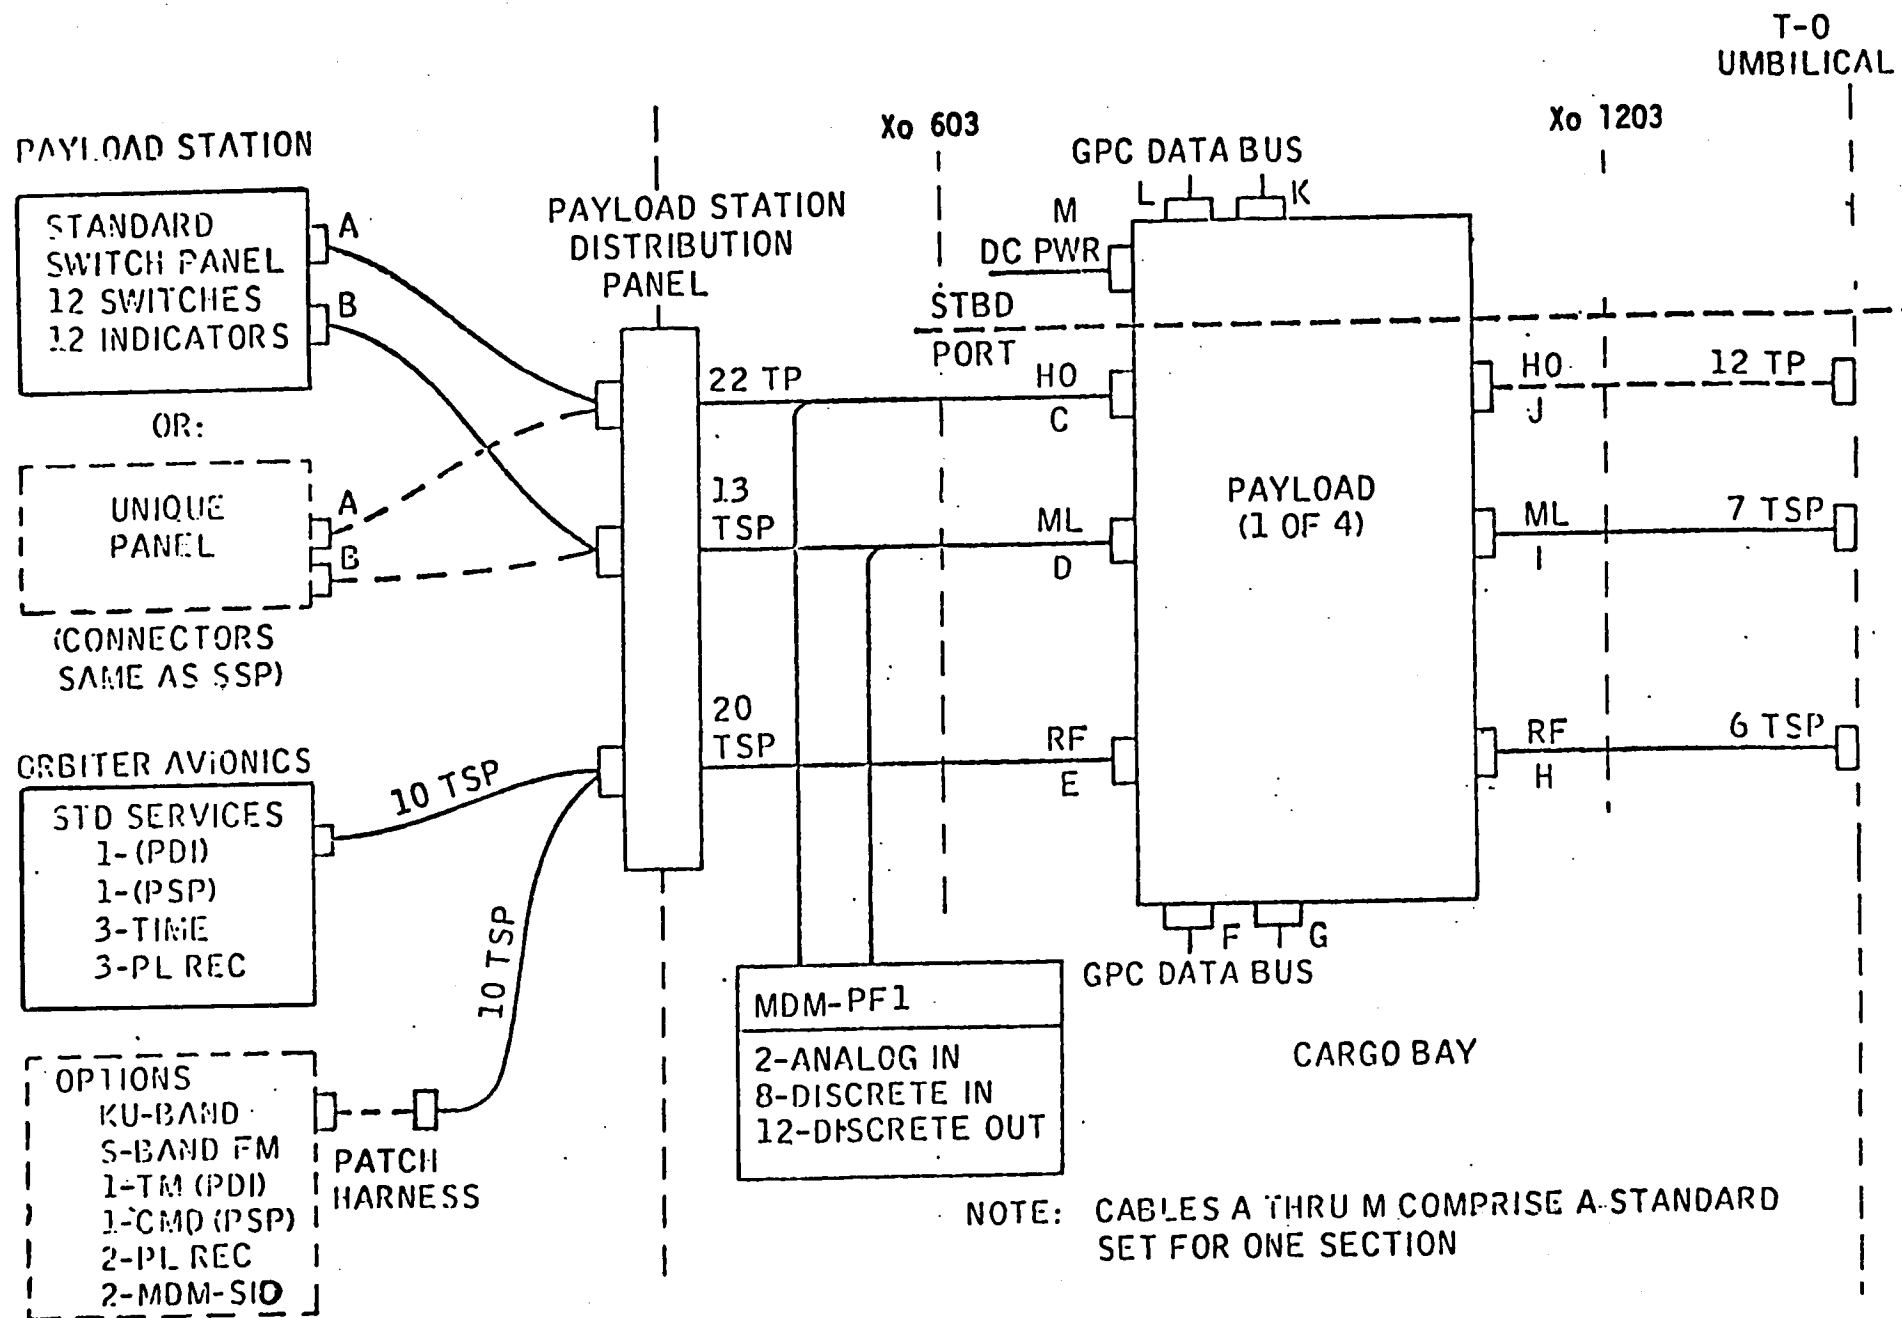 T-0
UMBILICAL
Xo 603
Xo 1203
PAYLOAD STATION
GPC DATA BUS
L
K
STANDARD
SWITCH PANEL
12 SWITCHES
12 INDICATORS
A
B
PAYLOAD STATION
DISTRIBUTION
PANEL
M
DC PWR
STBD
PORT
OR:
22 TP
HO
C
HO
J
12 TP
UNIQUE
PANEL
A
B
13
TSP
ML
D
PAYLOAD
(1 OF 4)
ML
I
7 TSP
(CONNECTORS
SAME AS SSP)
20
TSP
RF
E
RF
H
6 TSP
ORBITER AVIONICS
10 TSP
STD SERVICES
1-(PDI)
1-(PSP)
3-TIME
3-PL REC
10 TSP
F
G
GPC DATA BUS
MDM-PF1
2-ANALOG IN
8-DISCRETE IN
12-DISCRETE OUT
CARGO BAY
OPTIONS
KU-BAND
S-BAND FM
1-TM (PDI)
1-CMD (PSP)
2-PL REC
2-MDM-SIO
PATCH
HARNESS
NOTE: CABLES A THRU M COMPRISE A STANDARD
SET FOR ONE SECTION